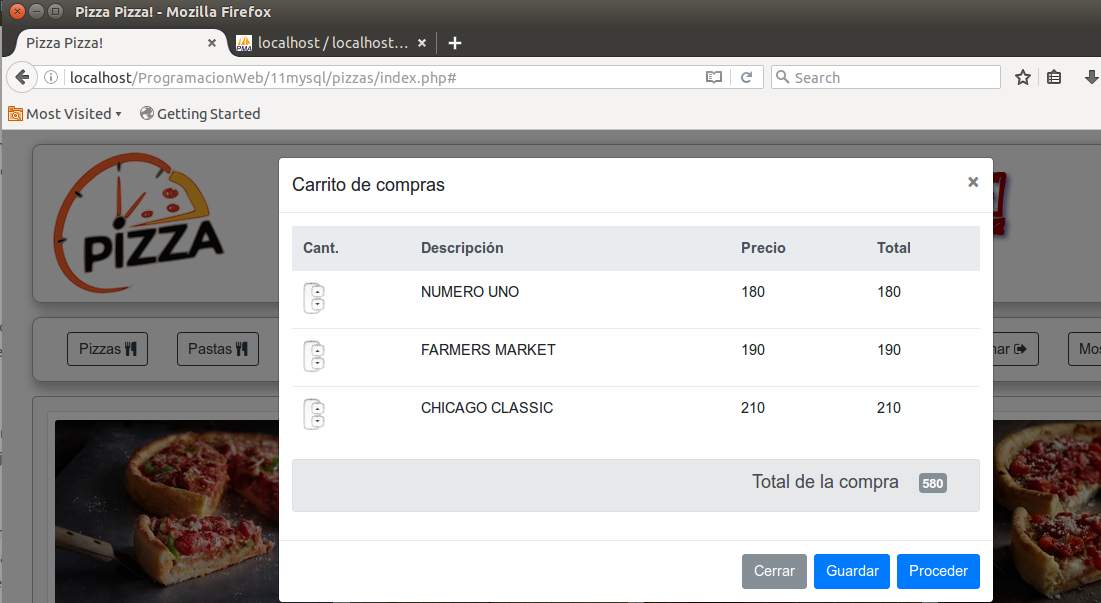 Pizza Pizza! - Mozilla Firefox
Pizza Pizza! × localhost / localhost... × +
localhost/ProgramacionWeb/11mysql/pizzas/index.php# Search
Most Visited Getting Started
PIZZA
Carrito de compras ×
Cant. Descripción Precio Total
NUMERO UNO 180 180
FARMERS MARKET 190 190
CHICAGO CLASSIC 210 210
Pizzas Pastas nar Mos
Total de la compra 580
Cerrar Guardar Proceder